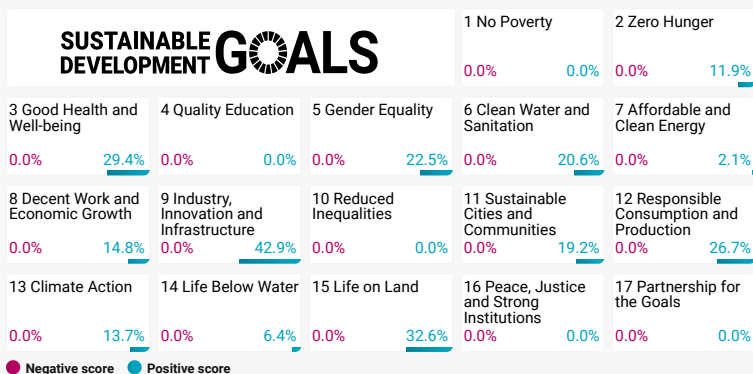 SUSTAINABLE
DEVELOPMENT
GOALS
1 No Poverty
0.0% 0.0%
2 Zero Hunger
0.0% 11.9%
3 Good Health and
Well-being
0.0% 29.4%
4 Quality Education
0.0% 0.0%
5 Gender Equality
0.0% 22.5%
6 Clean Water and
Sanitation
0.0% 20.6%
7 Affordable and
Clean Energy
0.0% 2.1%
8 Decent Work and
Economic Growth
0.0% 14.8%
9 Industry,
Innovation and
Infrastructure
0.0% 42.9%
10 Reduced
Inequalities
0.0% 0.0%
11 Sustainable
Cities and
Communities
0.0% 19.2%
12 Responsible
Consumption and
Production
0.0% 26.7%
13 Climate Action
0.0% 13.7%
14 Life Below Water
0.0% 6.4%
15 Life on Land
0.0% 32.6%
16 Peace, Justice
and Strong
Institutions
0.0% 0.0%
17 Partnership for
the Goals
0.0% 0.0%
Negative score Positive score